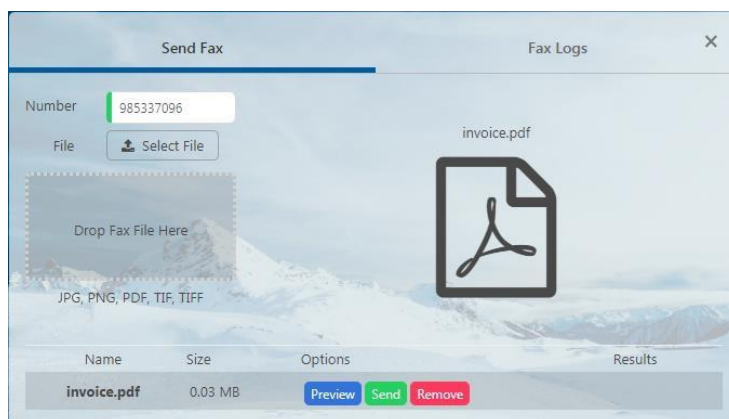 Send Fax
Fax Logs
×
Number
985337096
File
Select File
invoice.pdf
Drop Fax File Here
JPG, PNG, PDF, TIF, TIFF
Name Size Options Results
invoice.pdf 0.03 MB Preview Send Remove